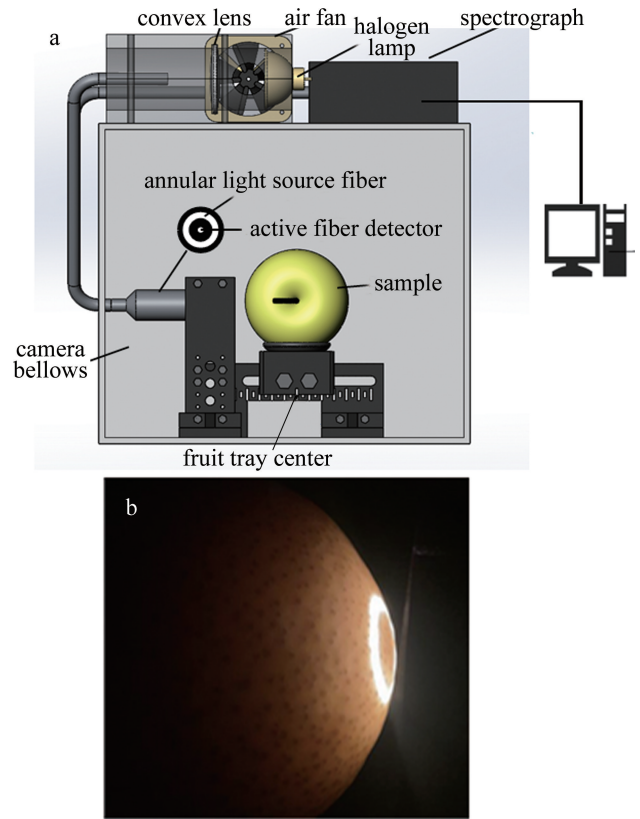 convex lens
air fan
halogen
lamp
spectrograph
a
annular light source fiber
active fiber detector
sample
camera
bellows
fruit tray center
b